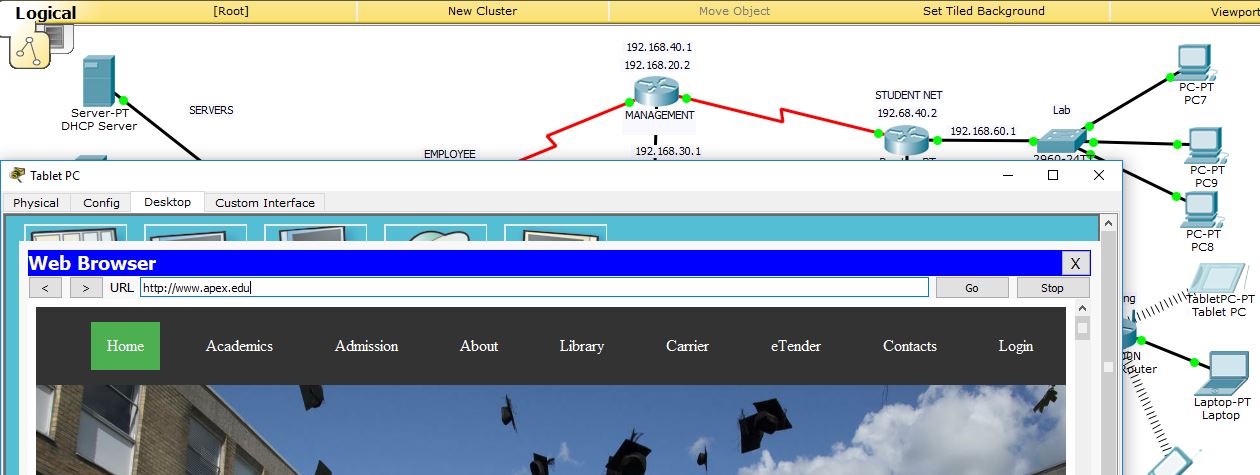 Logical
[Root]
New Cluster
Move Object
Set Tiled Background
Viewport
192.168.40.1
192.168.20.2
MANAGEMENT
192.168.30.1
Server-PT
DHCP Server
SERVERS
EMPLOYEE
STUDENT NET
192.68.40.2
192.168.60.1
Lab
2960-24TT
PC-PT
PC7
PC-PT
PC9
PC-PT
PC8
TabletPC-PT
Tablet PC
Laptop-PT
Laptop
Tablet PC
Physical
Config
Desktop
Custom Interface
Web Browser
X
<
>
URL
http://www.apex.edu
Go
Stop
Home
Academics
Admission
About
Library
Carrier
eTender
Contacts
Login